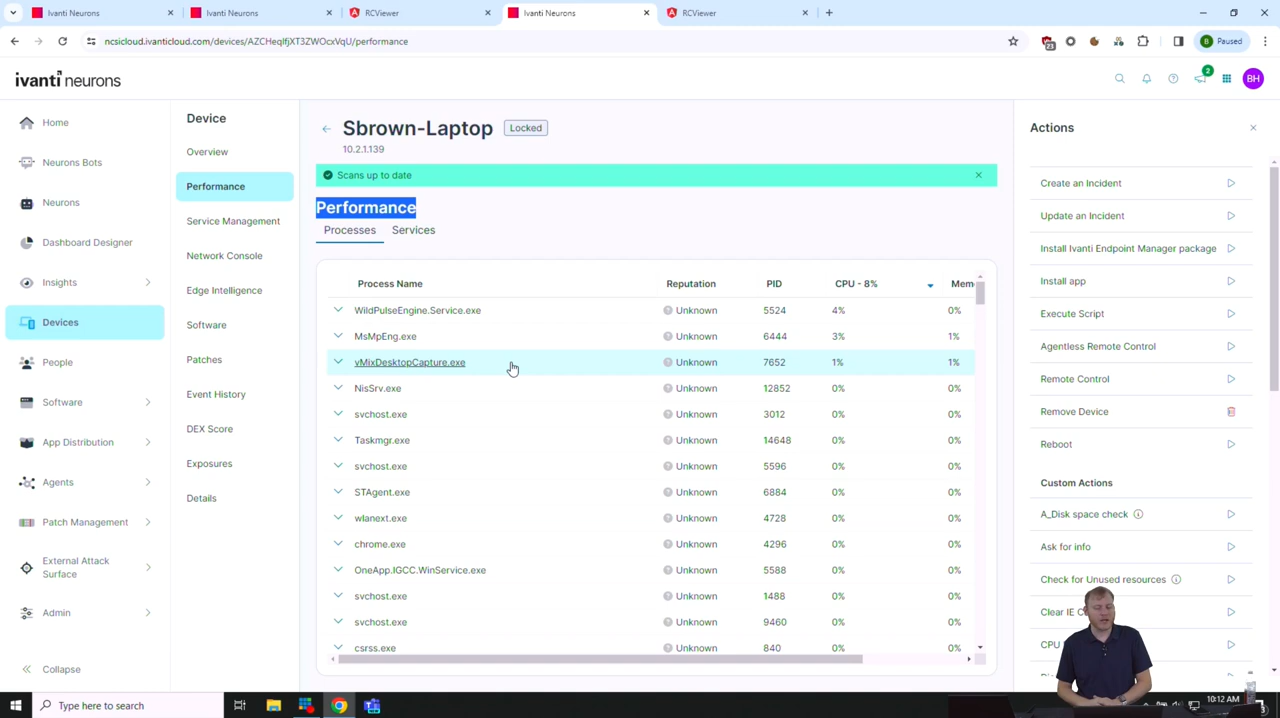 Ivanti Neurons
Ivanti Neurons
RCViewer
Ivanti Neurons
RCViewer
ncsicloud.ivanticloud.com/devices/AZCHeqIfjXT3ZWOcxVqU/performance
23
B Paused
ivanti neurons
2
BH
Home
Neurons Bots
Neurons
Dashboard Designer
Insights
Devices
People
Software
App Distribution
Agents
Patch Management
External Attack
Surface
Admin
Collapse
Device
Overview
Performance
Service Management
Network Console
Edge Intelligence
Software
Patches
Event History
DEX Score
Exposures
Details
Sbrown-Laptop Locked
10.2.1.139
Scans up to date
Performance
Processes Services
Process Name Reputation PID CPU - 8% Mem
WildPulseEngine.Service.exe Unknown 5524 4% 0%
MsMpEng.exe Unknown 6444 3% 1%
vMixDesktopCapture.exe Unknown 7652 1% 1%
NisSrv.exe Unknown 12852 0% 0%
svchost.exe Unknown 3012 0% 0%
Taskmgr.exe Unknown 14648 0% 0%
svchost.exe Unknown 5596 0% 0%
STAgent.exe Unknown 6884 0% 0%
wlanext.exe Unknown 4728 0% 0%
chrome.exe Unknown 4296 0% 0%
OneApp.IGCC.WinService.exe Unknown 5588 0% 0%
svchost.exe Unknown 1488 0% 0%
svchost.exe Unknown 9460 0% 0%
csrss.exe Unknown 840 0% 0%
Actions
Create an Incident
Update an Incident
Install Ivanti Endpoint Manager package
Install app
Execute Script
Agentless Remote Control
Remote Control
Remove Device
Reboot
Custom Actions
A_Disk space check
Ask for info
Check for Unused resources
Clear IE C
CPU
Type here to search
10:12 AM